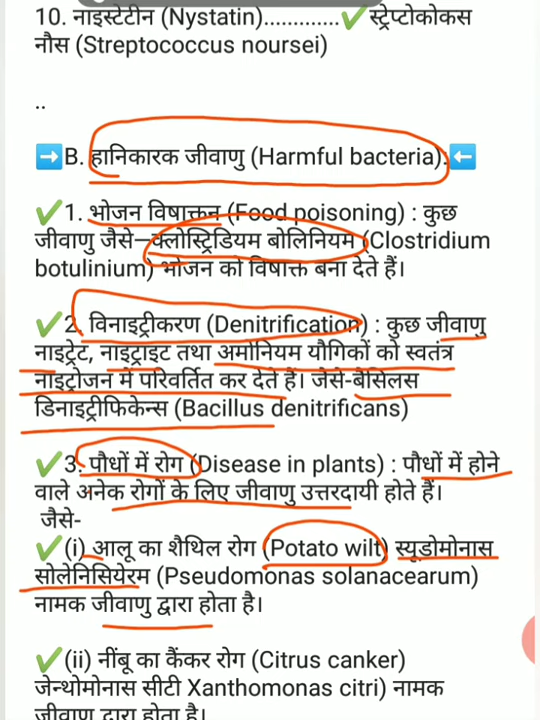 10. नाइस्टेटीन (Nystatin).............✔स्ट्रेप्टोकोकस
नौस (Streptococcus noursei)
..
➡B. हानिकारक जीवाणु (Harmful bacteria).⬅
✔1. भोजन विषाक्तन (Food poisoning) : कुछ
जीवाणु जैसे—क्लोस्ट्रिडियम बोलिनियम (Clostridium
botulinium) भोजन को विषाक्त बना देते हैं।
✔2. विनाइट्रीकरण (Denitrification) : कुछ जीवाणु
नाइट्रेट, नाइट्राइट तथा अमोनियम यौगिकों को स्वतंत्र
नाइट्रोजन में परिवर्तित कर देते हैं। जैसे-बैसिलस
डिनाइट्रीफिकेन्स (Bacillus denitrificans)
✔3. पौधों में रोग (Disease in plants) : पौधों में होने
वाले अनेक रोगों के लिए जीवाणु उत्तरदायी होते हैं।
जैसे-
✔(i) आलू का शैथिल रोग (Potato wilt) स्यूडोमोनास
सोलेनिसियेरम (Pseudomonas solanacearum)
नामक जीवाणु द्वारा होता है।
✔(ii) नींबू का कैंकर रोग (Citrus canker)
जेन्थोमोनास सीटी Xanthomonas citri) नामक
जीवाणु द्वारा होता है।